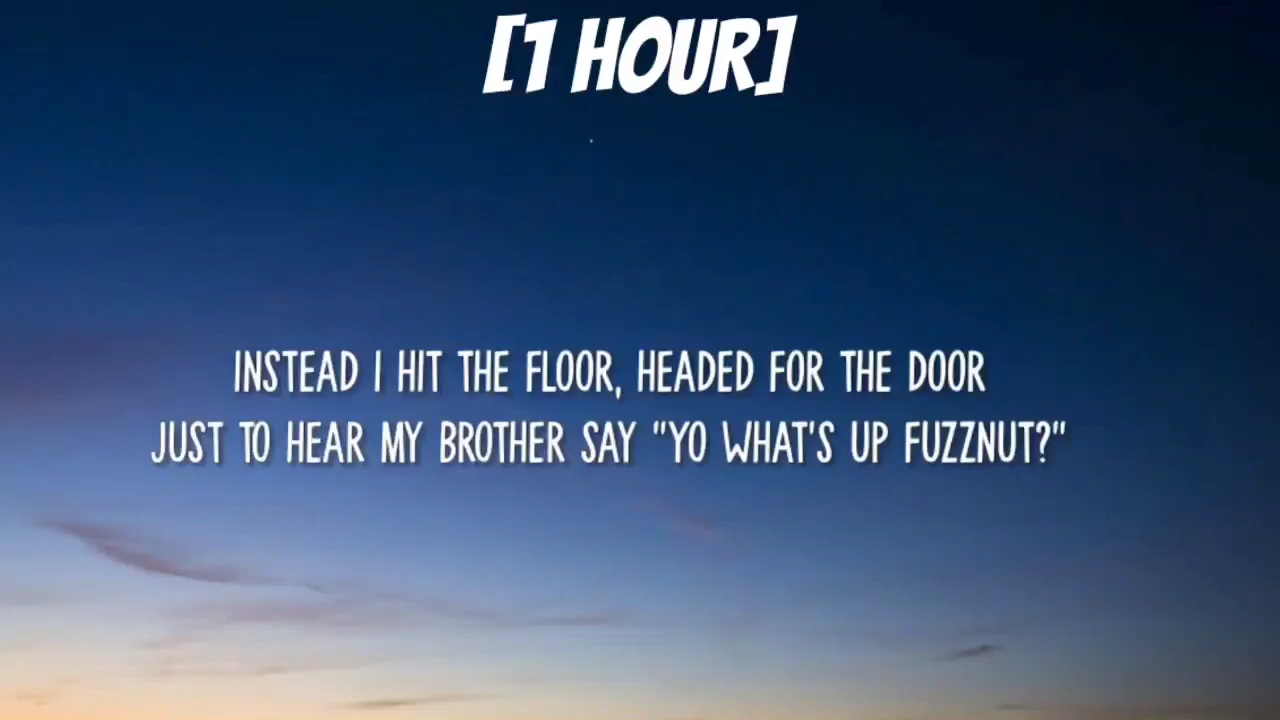 [1 HOUR]
INSTEAD I HIT THE FLOOR, HEADED FOR THE DOOR
JUST TO HEAR MY BROTHER SAY "YO WHAT'S UP FUZZNUT?"